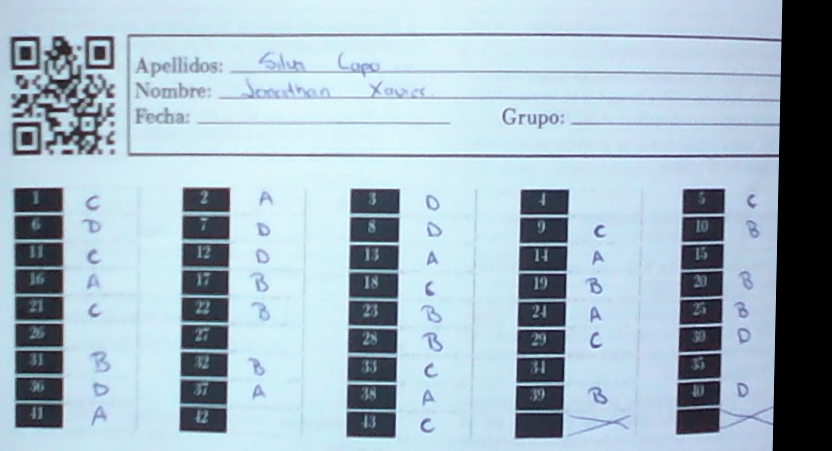 Apellidos: Silva Capo
Nombre: Jonathan Xavier
Fecha: Grupo:
1 C 2 A 3 D 4 5 C
6 D 7 D 8 D 9 C 10 B
11 C 12 D 13 A 14 A 15
16 A 17 B 18 C 19 B 20 B
21 C 22 B 23 B 24 A 25 B
26 27 28 B 29 C 30 D
31 B 32 B 33 C 34 35
36 D 37 A 38 A 39 B 40 D
41 A 42 43 C